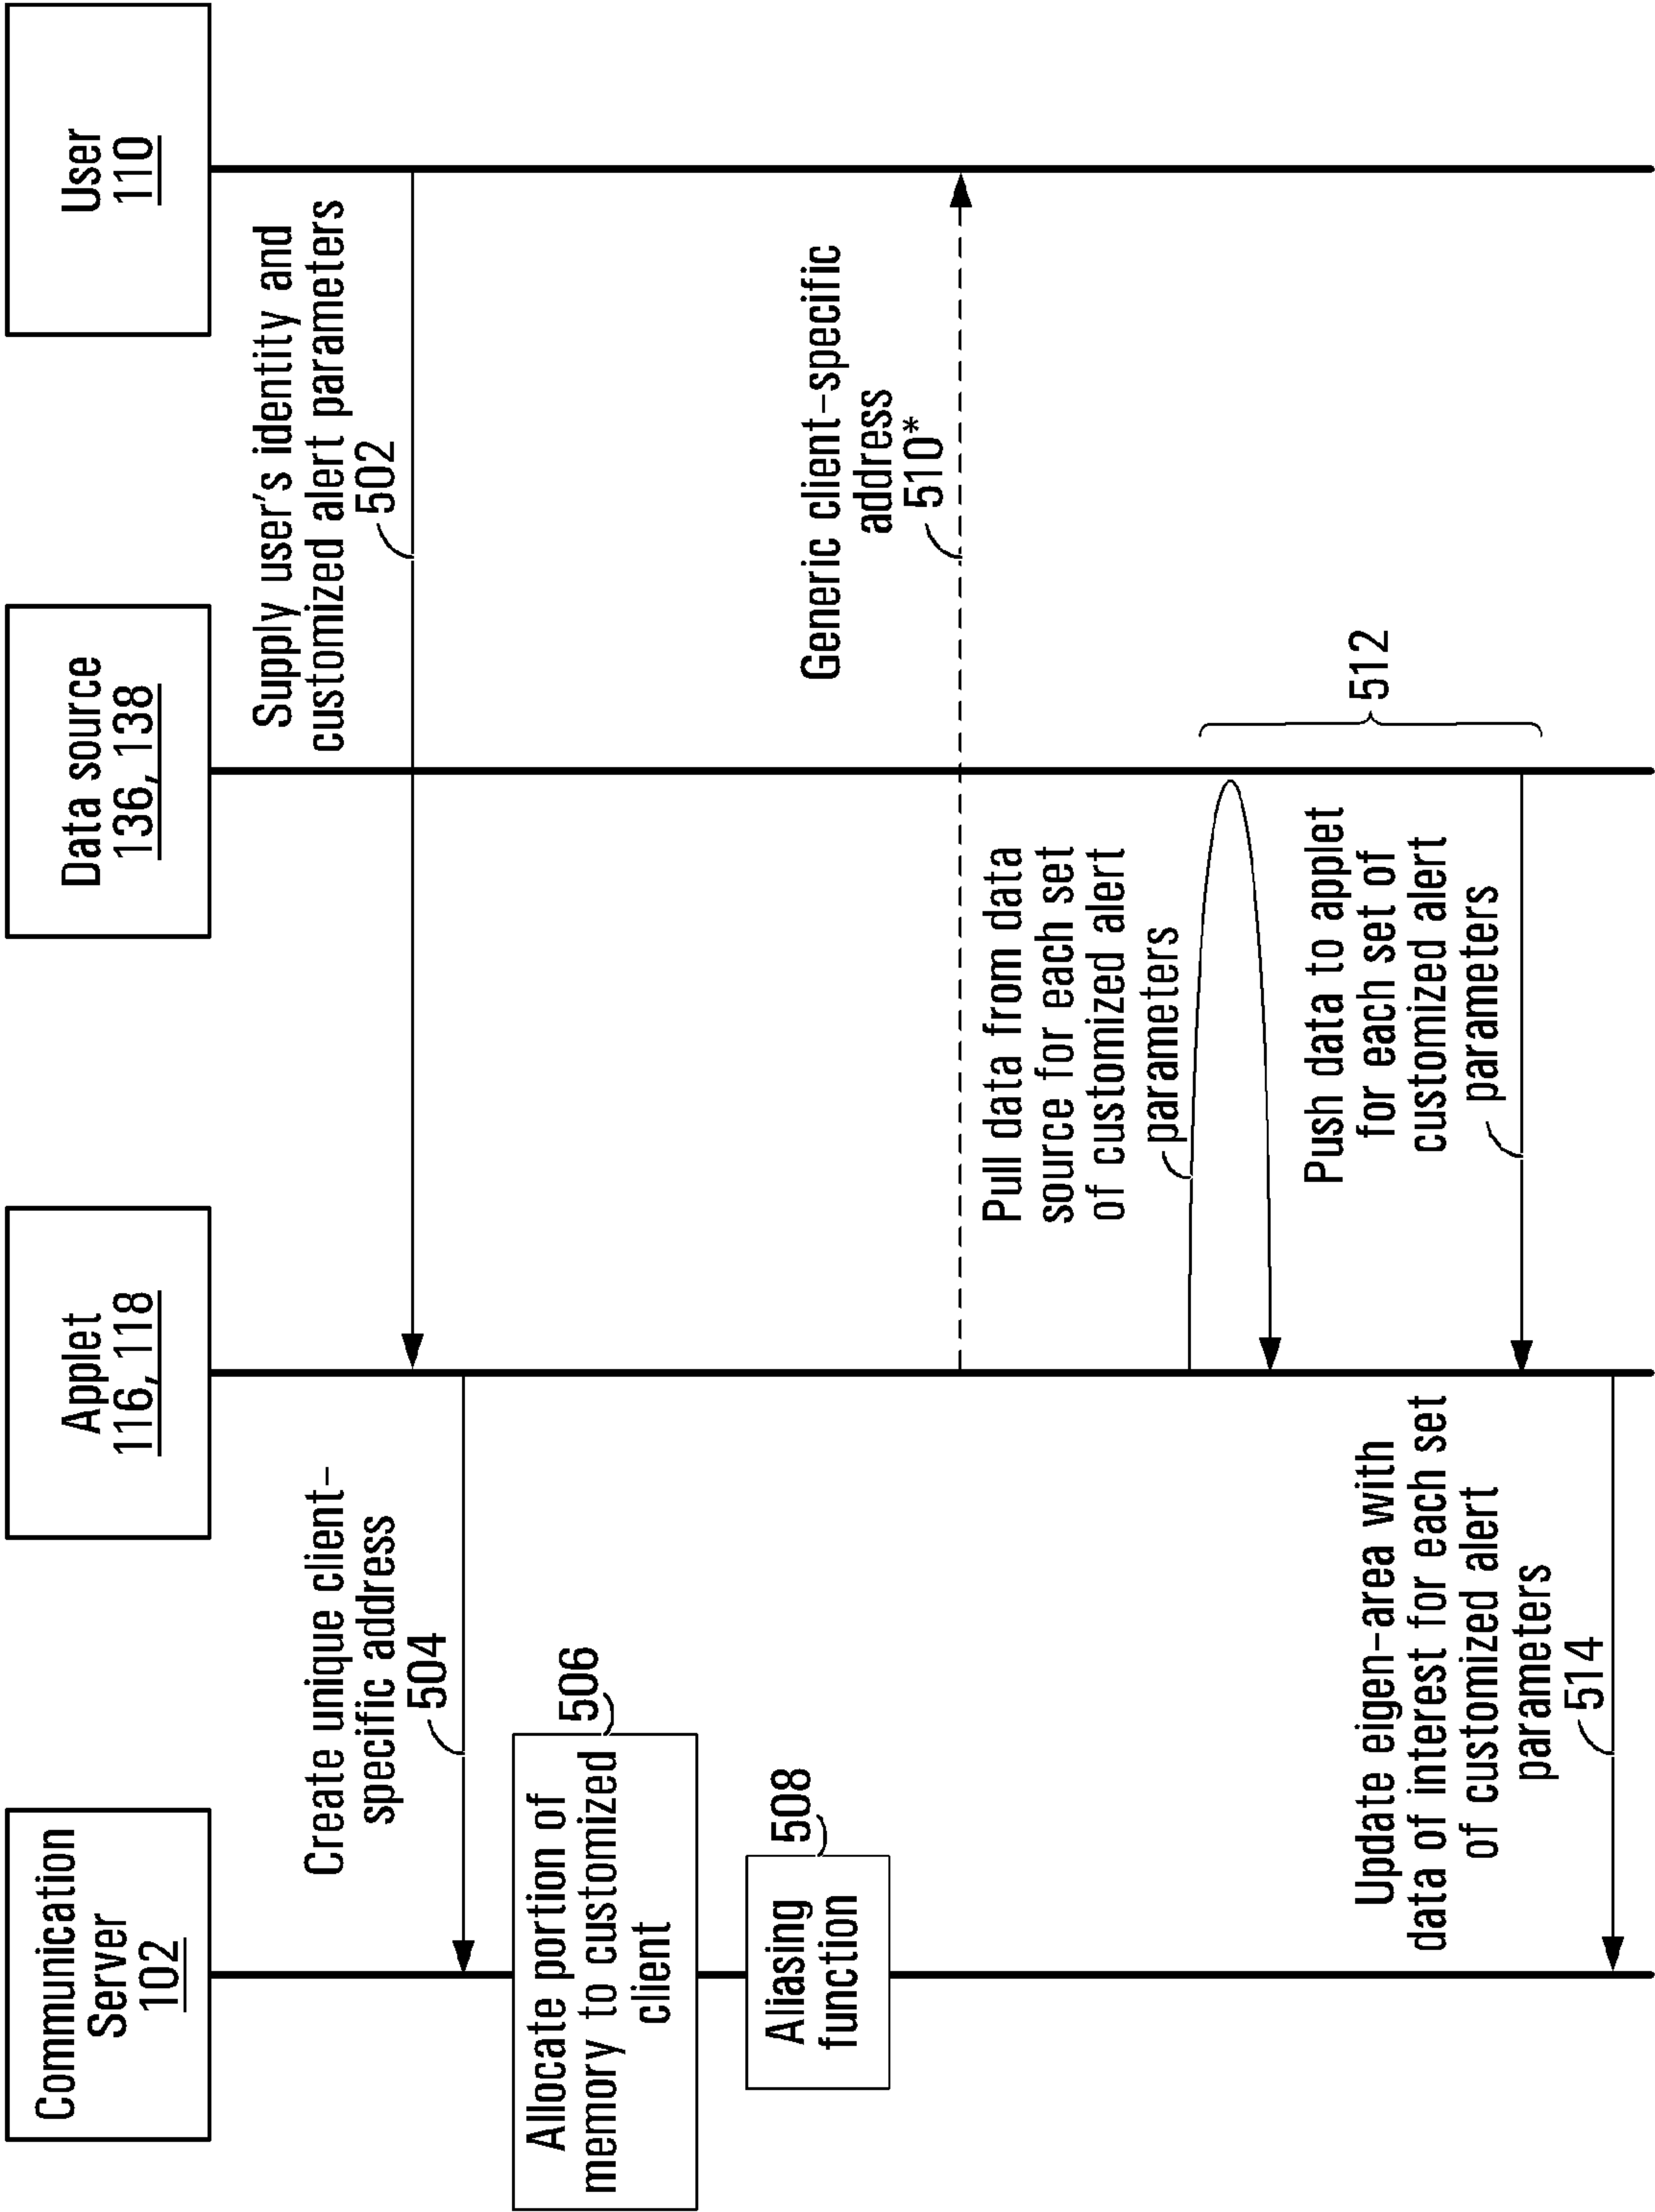 Communication
Server
102
Applet
116, 118
Data source
136, 138
User
110
Supply user's identity and
customized alert parameters
502
Create unique client-
specific address
504
Allocate portion of
memory to customized
client
506
Aliasing
function
508
Generic client-specific
address
510*
Pull data from data
source for each set
of customized alert
parameters
512
Push data to applet
for each set of
customized alert
parameters
Update eigen-area with
data of interest for each set
of customized alert
parameters
514